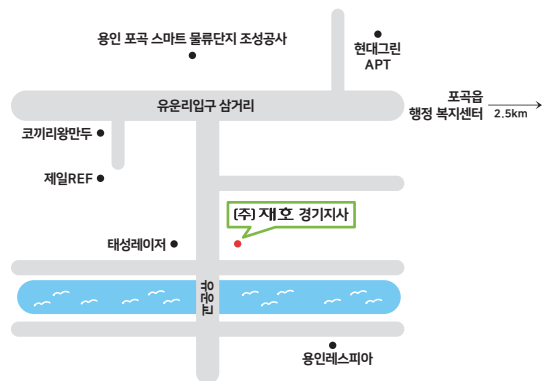 용인 포곡 스마트 물류단지 조성공사
현대그린
APT
유운리입구 삼거리
포곡읍
행정 복지센터
2.5km
코끼리왕만두
제일REF
(주) 재호 경기지사
태성레이저
유운교
용인레스피아